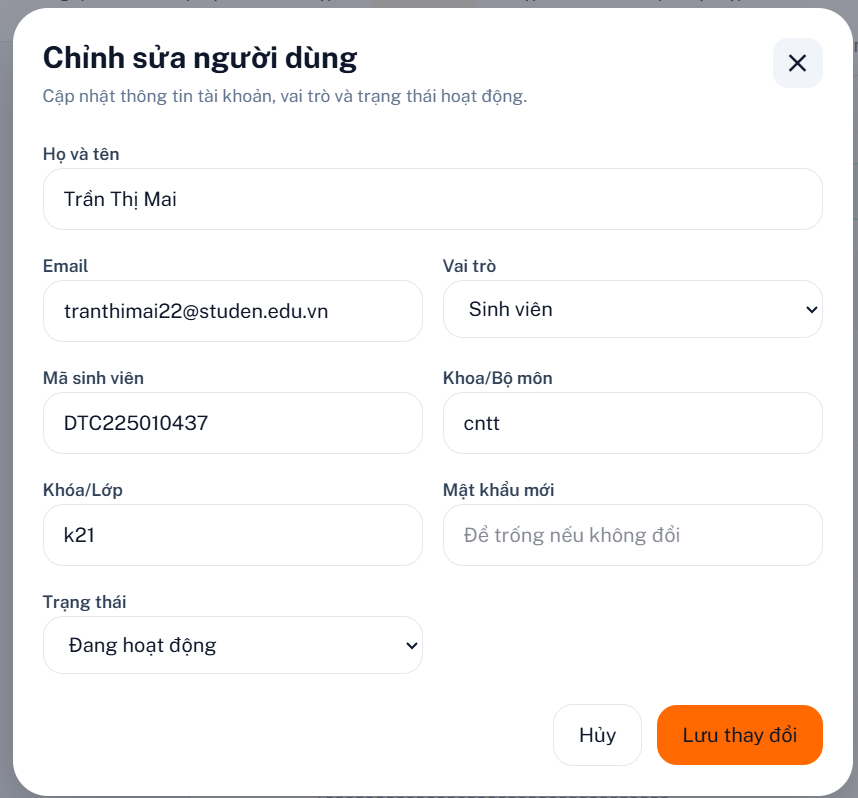 Chỉnh sửa người dùng
Cập nhật thông tin tài khoản, vai trò và trạng thái hoạt động.
Họ và tên
Trần Thị Mai
Email
Vai trò
tranthimai22@studen.edu.vn
Sinh viên
Mã sinh viên
Khoa/Bộ môn
DTC225010437
cntt
Khóa/Lớp
Mật khẩu mới
k21
Để trống nếu không đổi
Trạng thái
Đang hoạt động
Hủy
Lưu thay đổi